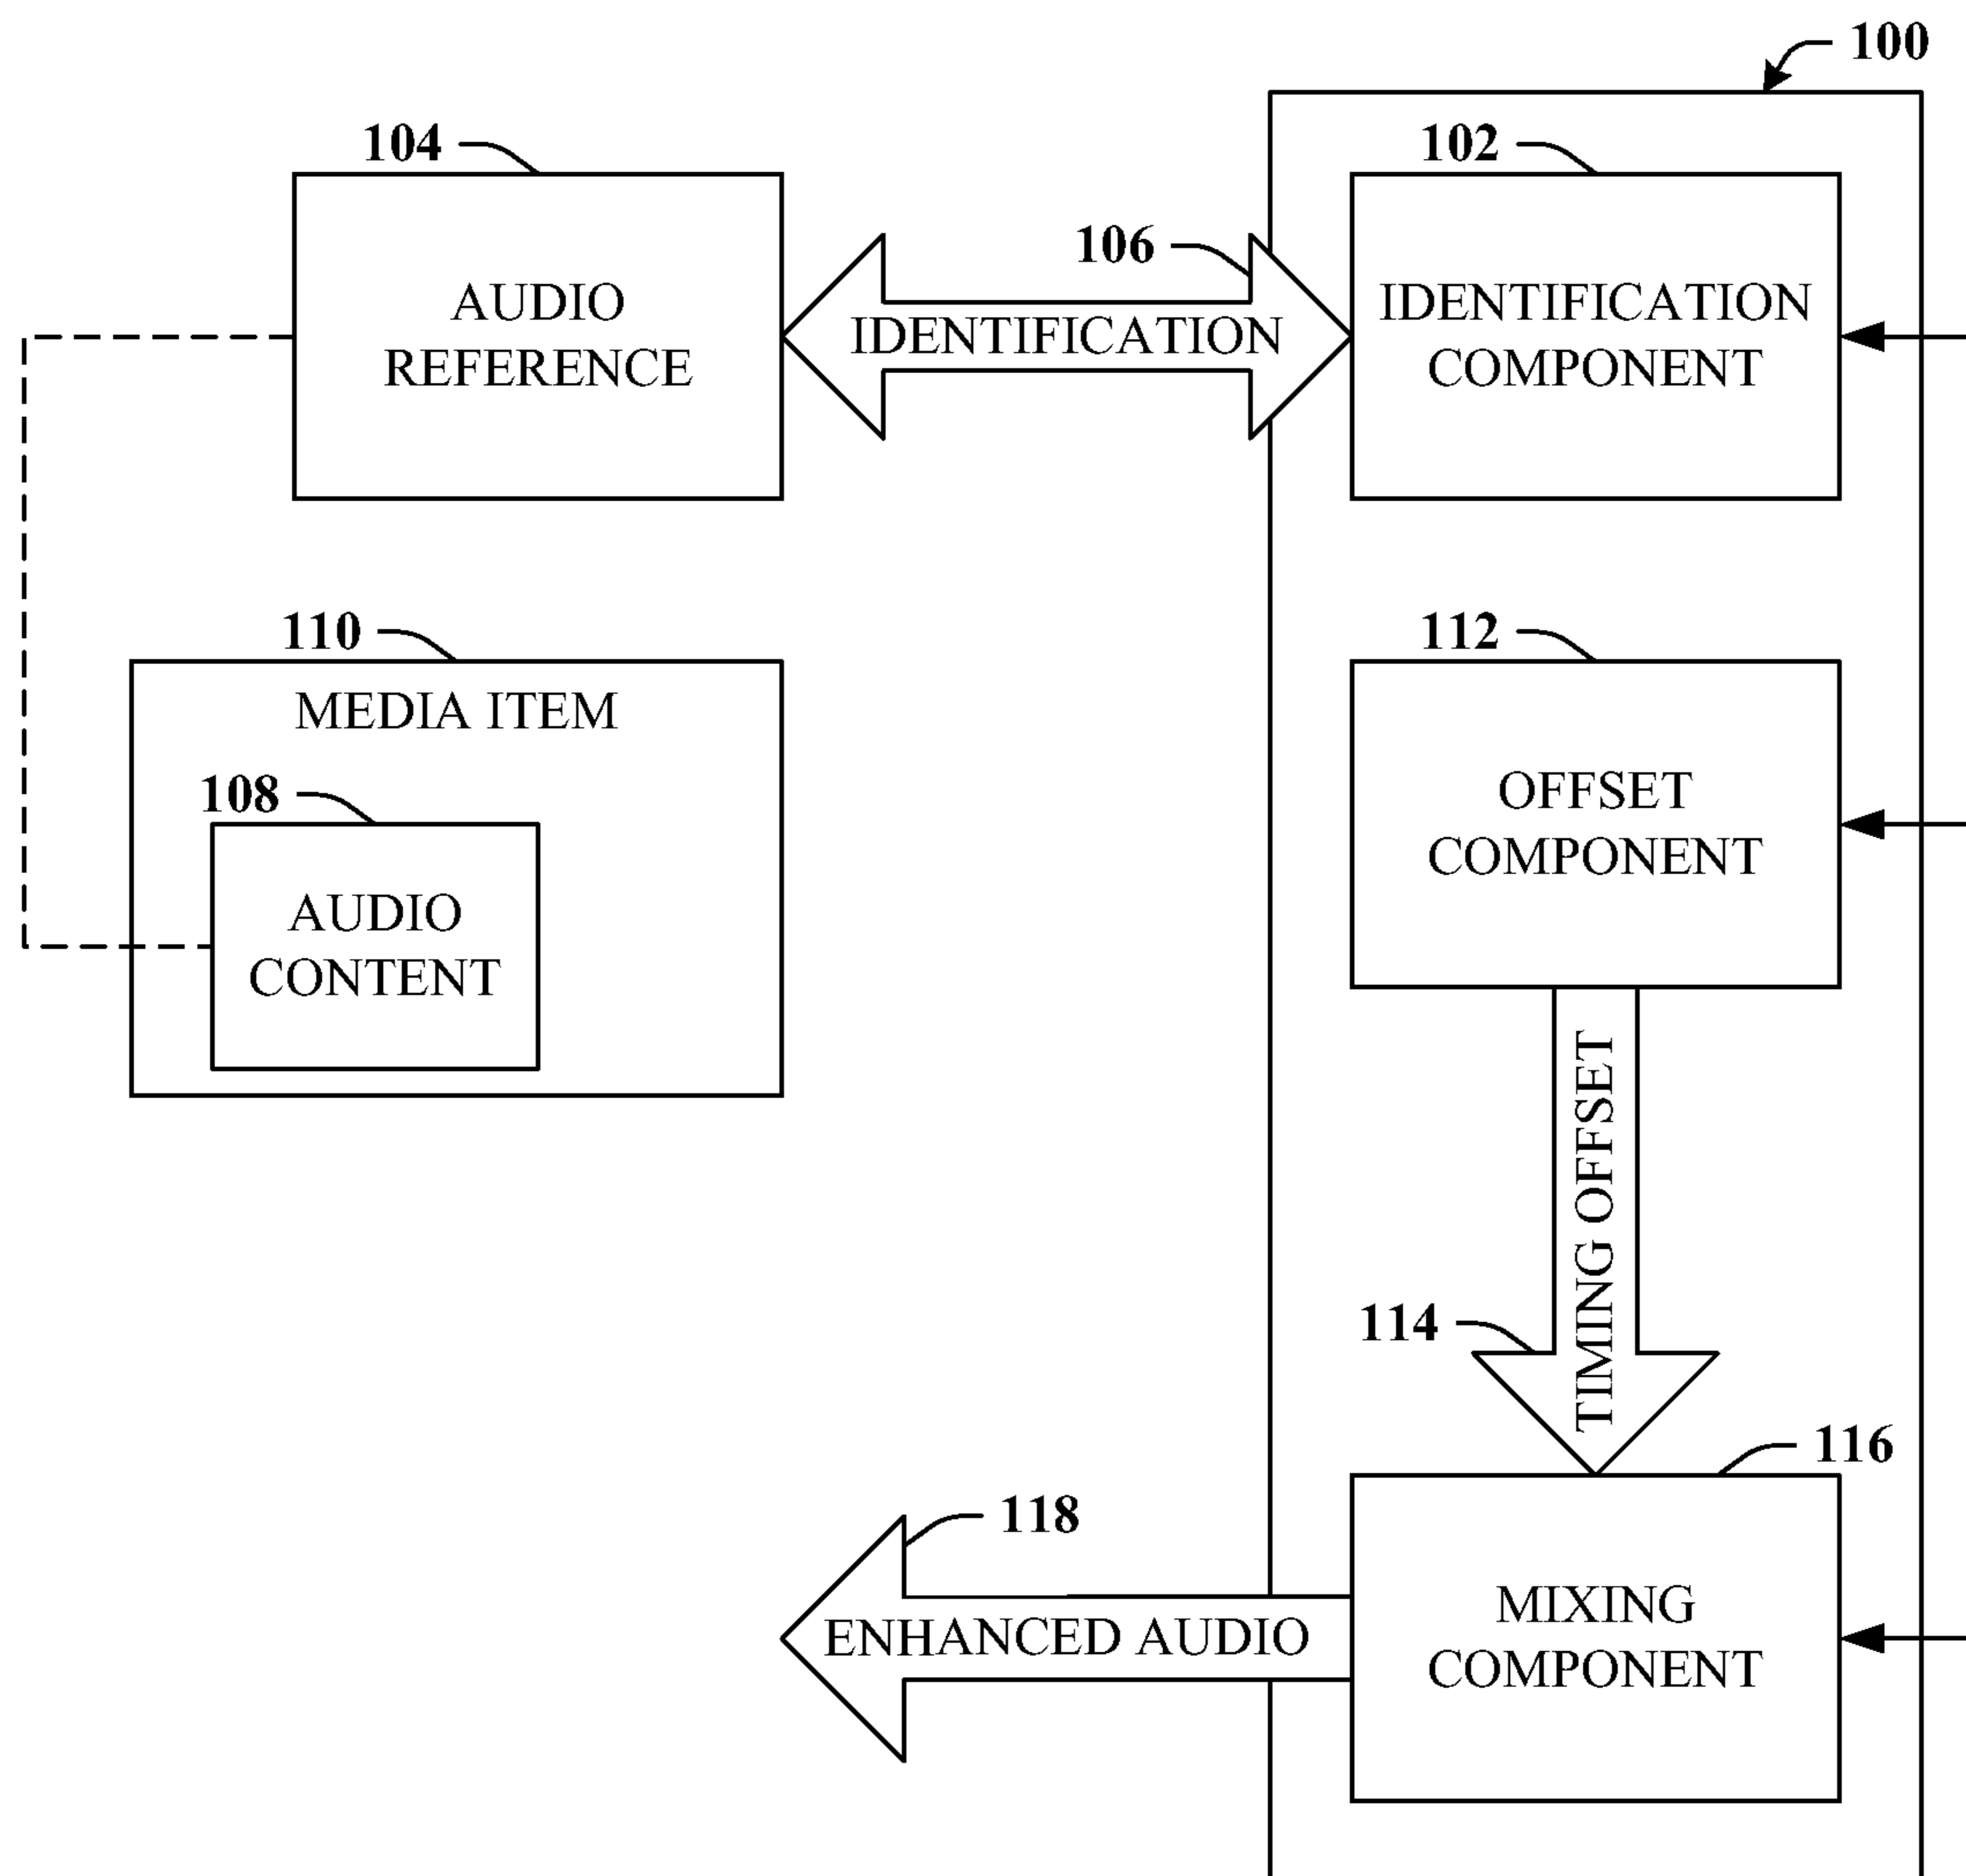 100
104
102
106
AUDIO
REFERENCE
IDENTIFICATION
IDENTIFICATION
COMPONENT
110
112
MEDIA ITEM
108
OFFSET
COMPONENT
AUDIO
CONTENT
TIMING OFFSET
114
116
118
MIXING
COMPONENT
ENHANCED AUDIO